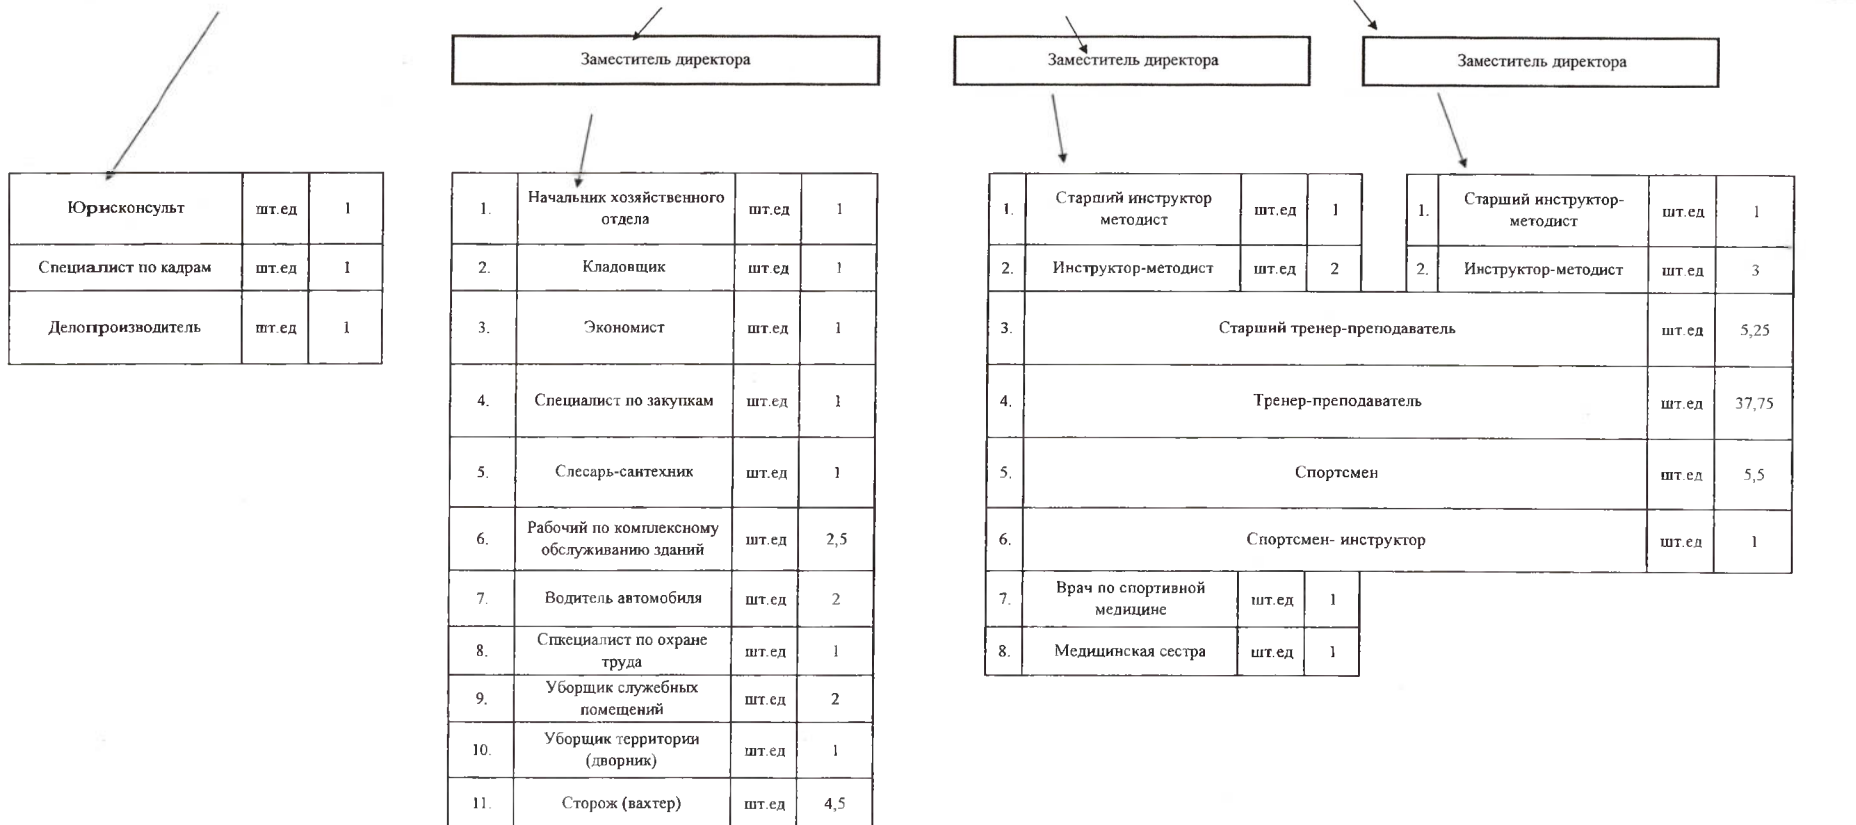 Заместитель директора
Заместитель директора
Заместитель директора
Юрисконсульт шт.ед 1
Специалист по кадрам шт.ед 1
Делопроизводитель шт.ед 1
1. Начальник хозяйственного
отдела шт.ед 1
2. Кладовщик шт.ед 1
3. Экономист шт.ед 1
4. Специалист по закупкам шт.ед 1
5. Слесарь-сантехник шт.ед 1
6. Рабочий по комплексному
обслуживанию зданий шт.ед 2,5
7. Водитель автомобиля шт.ед 2
8. Спкециалист по охране
труда шт.ед 1
9. Уборщик служебных
помещений шт.ед 2
10. Уборщик территории
(дворник) шт.ед 1
11. Сторож (вахтер) шт.ед 4,5
1. Старший инструктор
методист шт.ед 1
2. Инструктор-методист шт.ед 2
1. Старший инструктор-
методист шт.ед 1
2. Инструктор-методист шт.ед 3
3. Старший тренер-преподаватель шт.ед 5,25
4. Тренер-преподаватель шт.ед 37,75
5. Спортсмен шт.ед 5,5
6. Спортсмен- инструктор шт.ед 1
7. Врач по спортивной
медицине шт.ед 1
8. Медицинская сестра шт.ед 1